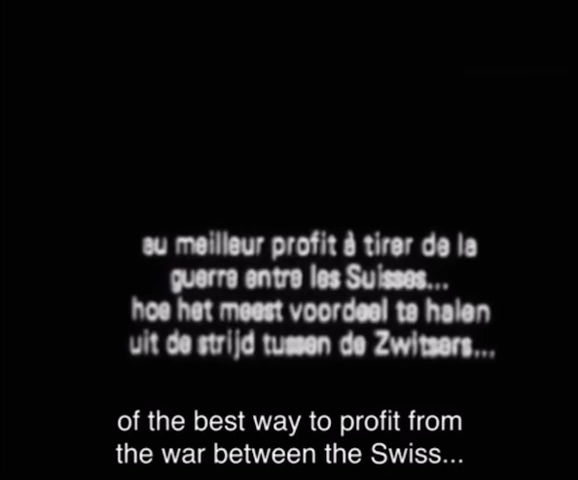 au meilleur profit à tirer de la
guerre entre les Suisses...
hoe het meest voordeel te halen
uit de strijd tussen de Zwitsers...
of the best way to profit from
the war between the Swiss...